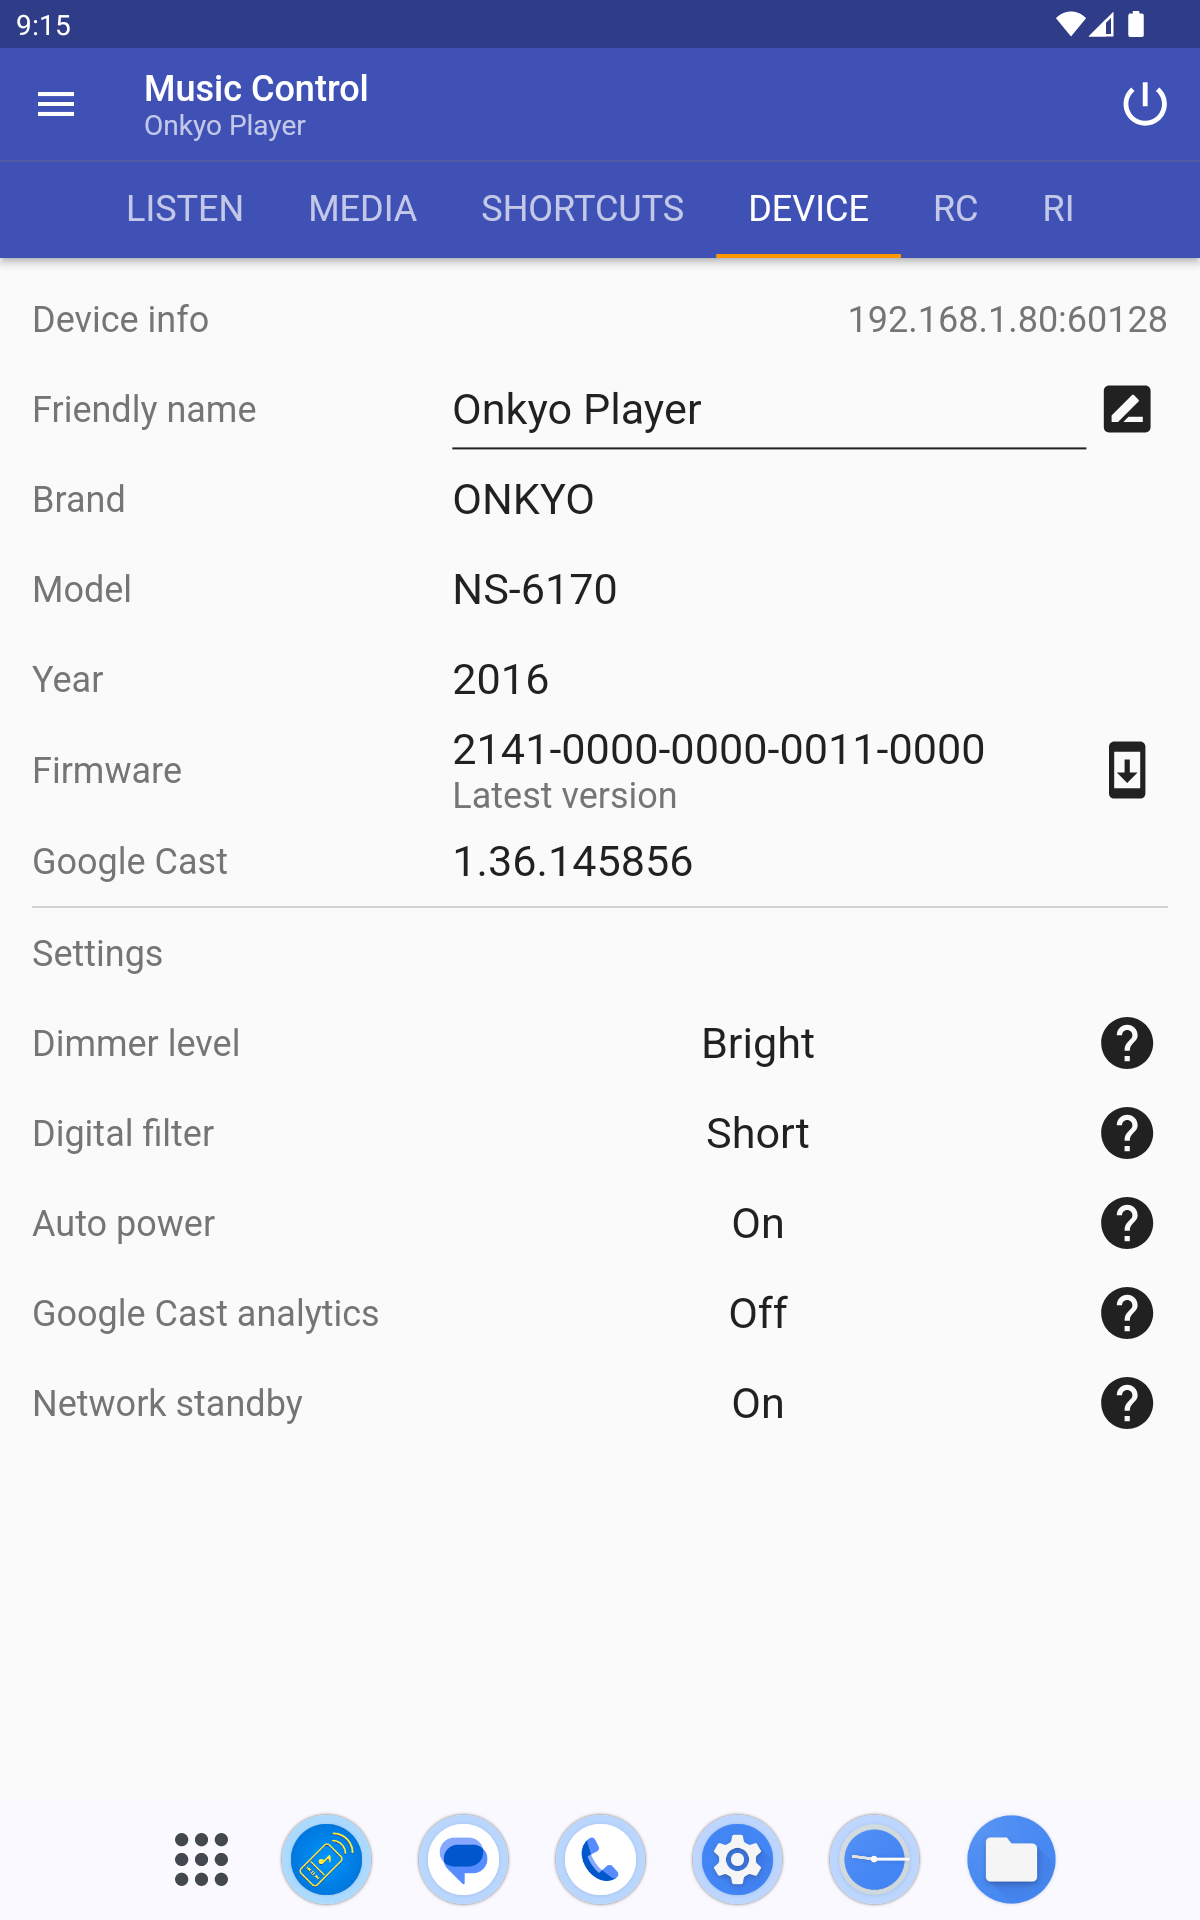 9:15
Music Control
Onkyo Player
LISTEN MEDIA SHORTCUTS DEVICE RC RI
Device info 192.168.1.80:60128
Friendly name Onkyo Player
Brand ONKYO
Model NS-6170
Year 2016
Firmware 2141-0000-0000-0011-0000
Latest version
Google Cast 1.36.145856
Settings
Dimmer level Bright
Digital filter Short
Auto power On
Google Cast analytics Off
Network standby On